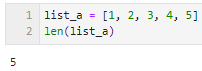 1 list_a = [1, 2, 3, 4, 5]
2 len(list_a)
5